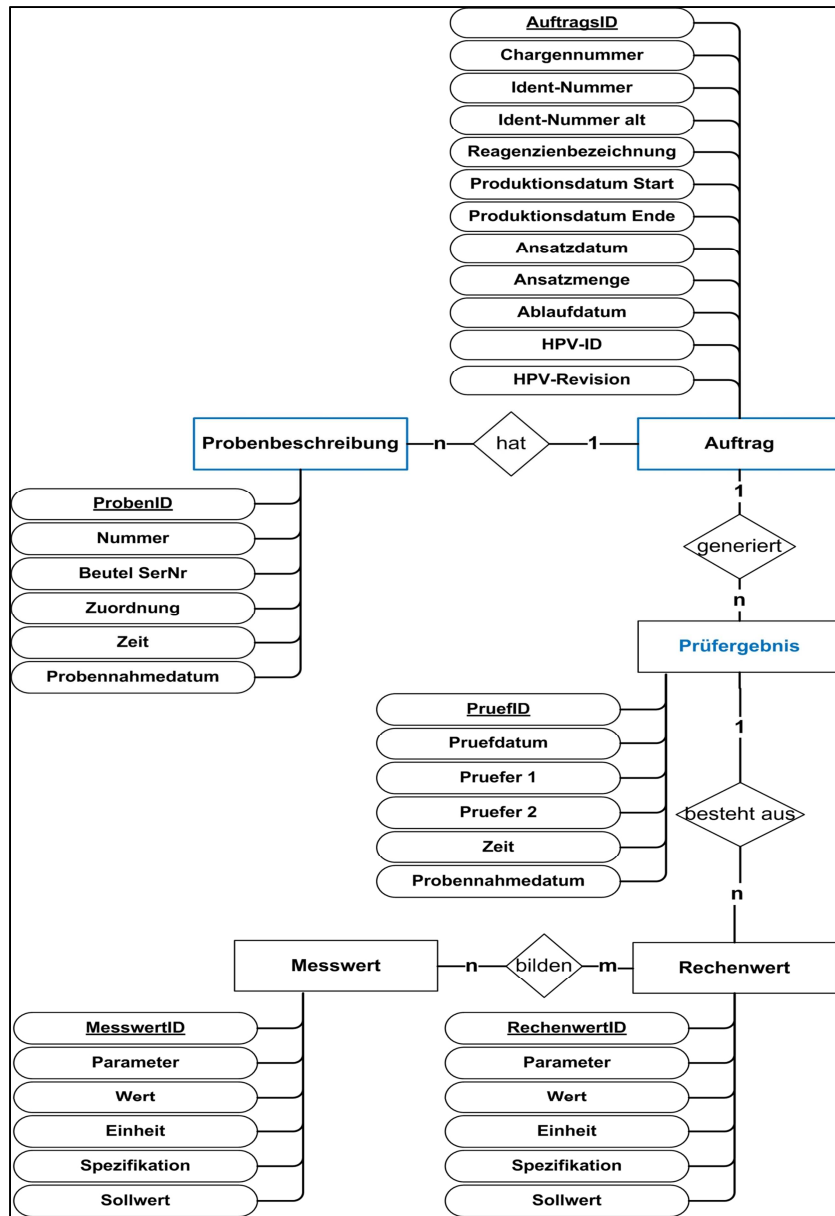 AuftragsID
Chargennummer
Ident-Nummer
Ident-Nummer alt
Reagenzienbezeichnung
Produktionsdatum Start
Produktionsdatum Ende
Ansatzdatum
Ansatzmenge
Ablaufdatum
HPV-ID
HPV-Revision
Probenbeschreibung n hat 1 Auftrag
ProbenID
Nummer
Beutel SerNr
Zuordnung
Zeit
Probennahmedatum
1
generiert
n
Prüfergebnis
PruefID
Pruefdatum
Pruefer 1
Pruefer 2
Zeit
Probennahmedatum
1
besteht aus
n
Messwert n bilden m Rechenwert
MesswertID
Parameter
Wert
Einheit
Spezifikation
Sollwert
RechenwertID
Parameter
Wert
Einheit
Spezifikation
Sollwert